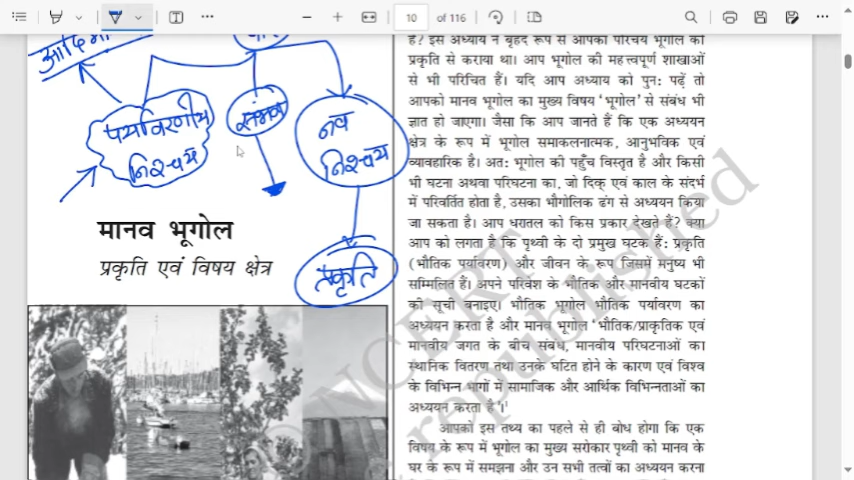 10 of 116
आदिमा
पर्यावरणीय
निश्चय
संभव
नव
निश्चय
प्रकृति
मानव भूगोल
प्रकृति एवं विषय क्षेत्र
है? इस अध्याय ने बृहद रूप से आपका परिचय भूगोल की
प्रकृति से कराया था। आप भूगोल की महत्त्वपूर्ण शाखाओं
से भी परिचित हैं। यदि आप अध्याय को पुनः पढ़ें तो
आपको मानव भूगोल का मुख्य विषय 'भूगोल' से संबंध भी
ज्ञात हो जाएगा। जैसा कि आप जानते हैं कि एक अध्ययन
क्षेत्र के रूप में भूगोल समाकलनात्मक, आनुभविक एवं
व्यावहारिक है। अतः भूगोल की पहुँच विस्तृत है और किसी
भी घटना अथवा परिघटना का, जो दिक् एवं काल के संदर्भ
में परिवर्तित होता है, उसका भौगोलिक ढंग से अध्ययन किया
जा सकता है। आप धरातल को किस प्रकार देखते हैं? क्या
आप को लगता है कि पृथ्वी के दो प्रमुख घटक हैं: प्रकृति
(भौतिक पर्यावरण) और जीवन के रूप जिसमें मनुष्य भी
सम्मिलित हैं। अपने परिवेश के भौतिक और मानवीय घटकों
की सूची बनाइए। भौतिक भूगोल भौतिक पर्यावरण का
अध्ययन करता है और मानव भूगोल 'भौतिक/प्राकृतिक एवं
मानवीय जगत के बीच संबंध, मानवीय परिघटनाओं का
स्थानिक वितरण तथा उनके घटित होने के कारण एवं विश्व
के विभिन्न भागों में सामाजिक और आर्थिक विभिन्नताओं का
अध्ययन करता है'।
आपको इस तथ्य का पहले से ही बोध होगा कि एक
विषय के रूप में भूगोल का मुख्य सरोकार पृथ्वी को मानव के
घर के रूप में समझना और उन सभी तत्वों का अध्ययन करना
NCERT
republished